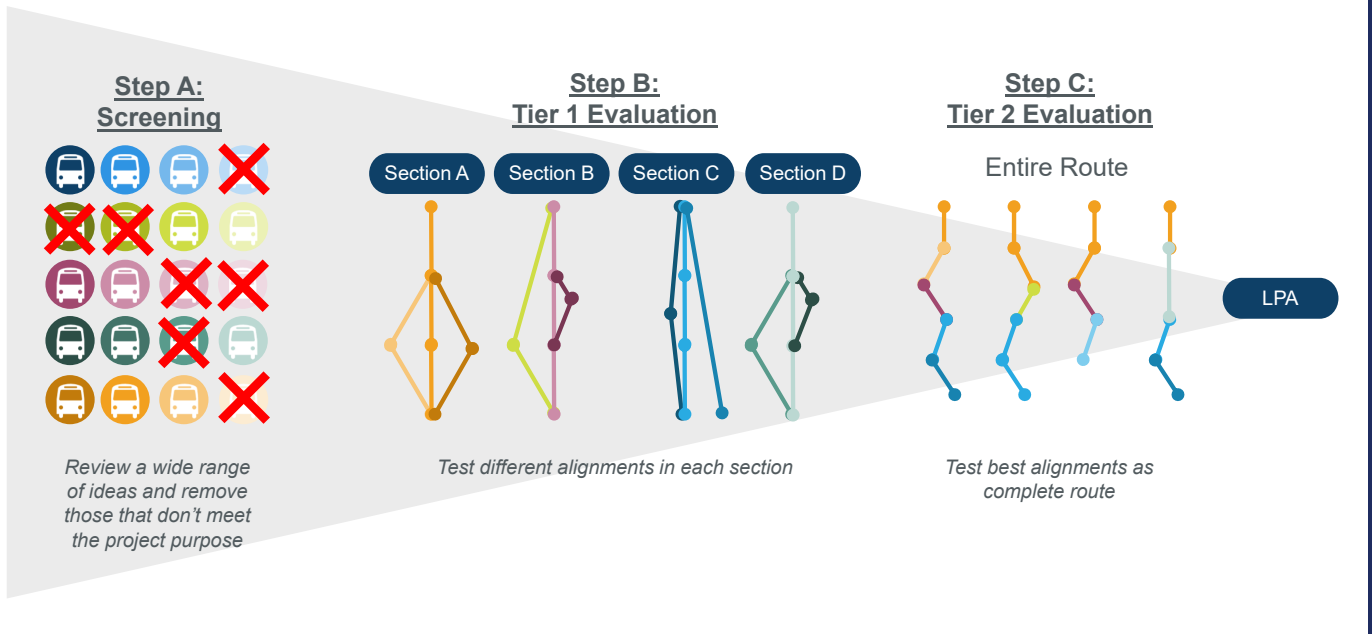 Step A:
Screening
Review a wide range
of ideas and remove
those that don't meet
the project purpose
Step B:
Tier 1 Evaluation
Section A
Section B
Section C
Section D
Test different alignments in each section
Step C:
Tier 2 Evaluation
Entire Route
Test best alignments as
complete route
LPA